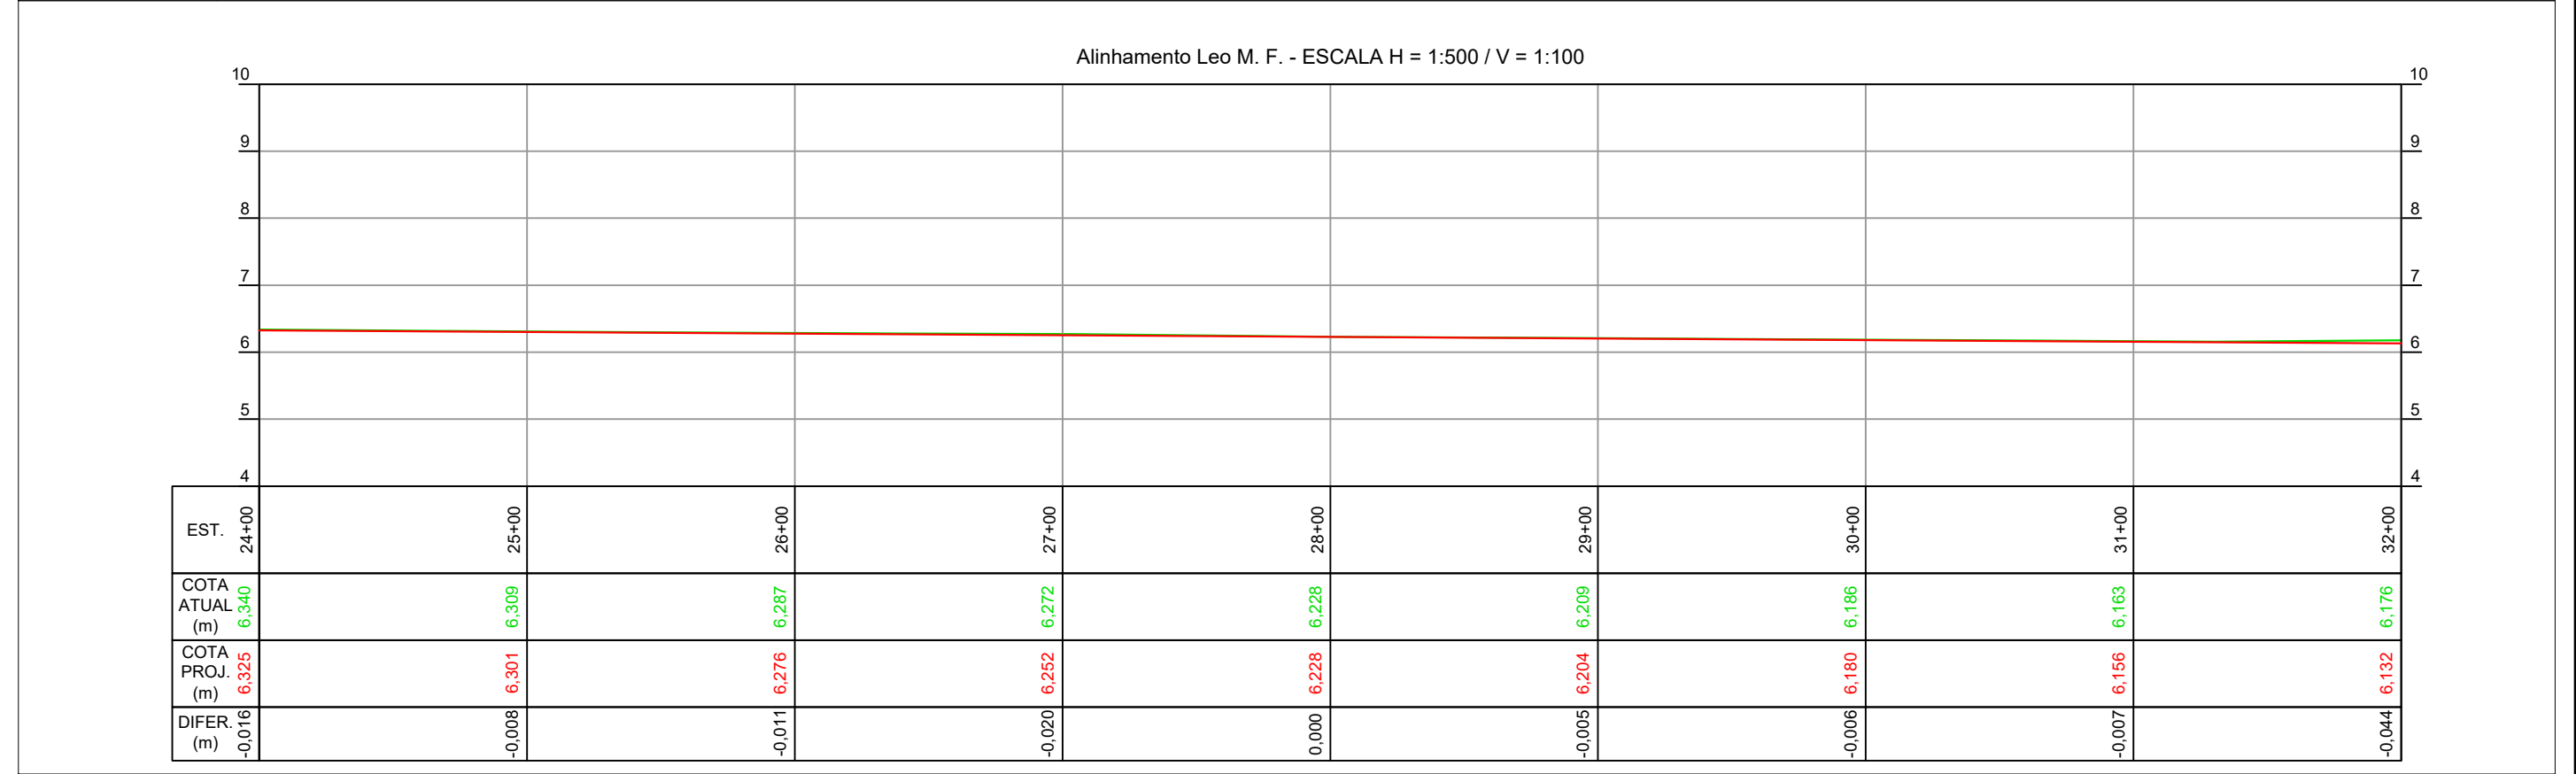 Alinhamento Leo M. F. - ESCALA H = 1:500 / V = 1:100
10 10
9 9
8 8
7 7
6 6
5 5
4 4
EST. 24+00 25+00 26+00 27+00 28+00 29+00 30+00 31+00 32+00
COTA
ATUAL
(m)
6,340 6,309 6,287 6,272 6,228 6,209 6,186 6,163 6,176
COTA
PROJ.
(m)
6,325 6,301 6,276 6,252 6,228 6,204 6,180 6,156 6,132
DIFER.
(m)
-0,016 -0,008 -0,011 -0,020 0,000 -0,005 -0,006 -0,007 -0,044